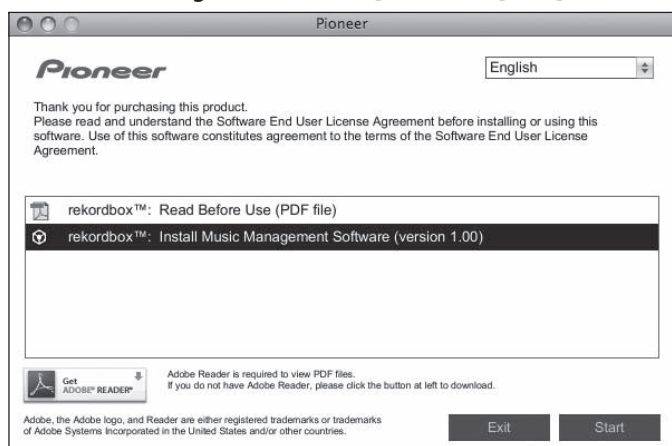 Pioneer
Pioneer
English
Thank you for purchasing this product.
Please read and understand the Software End User License Agreement before installing or using this
software. Use of this software constitutes agreement to the terms of the Software End User License
Agreement.
rekordbox™: Read Before Use (PDF file)
rekordbox™: Install Music Management Software (version 1.00)
Get
ADOBE® READER®
Adobe Reader is required to view PDF files.
If you do not have Adobe Reader, please click the button at left to download.
Adobe, the Adobe logo, and Reader are either registered trademarks or trademarks
of Adobe Systems Incorporated in the United States and/or other countries.
Exit
Start